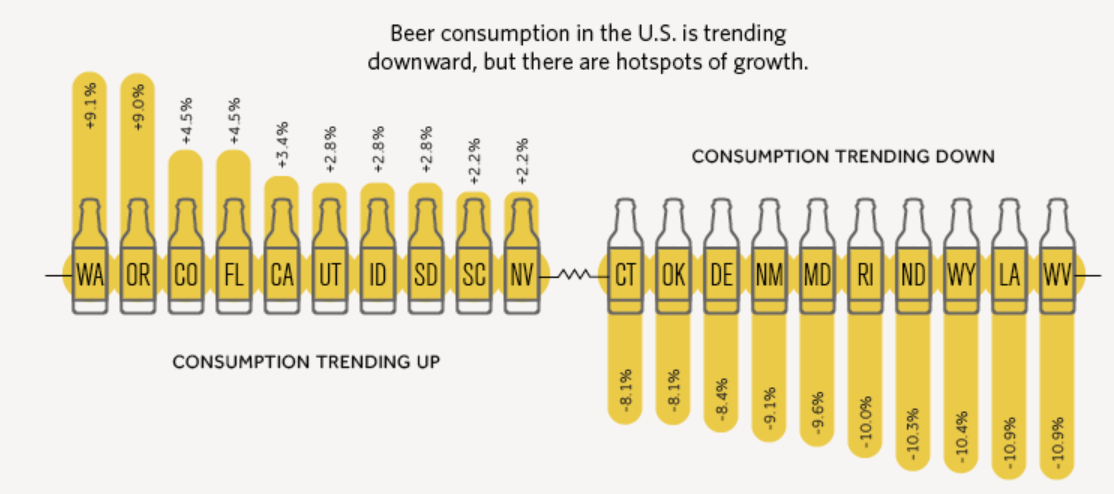 Beer consumption in the U.S. is trending
downward, but there are hotspots of growth.
+9.1% +9.0% +4.5% +4.5% +3.4% +2.8% +2.8% +2.8% +2.2% +2.2%
CONSUMPTION TRENDING DOWN
WA OR CO FL CA UT ID SD SC NV CT OK DE NM MD RI ND WY LA WV
CONSUMPTION TRENDING UP
-8.1% -8.1% -8.4% -9.1% -9.6% -10.0% -10.3% -10.4% -10.9% -10.9%